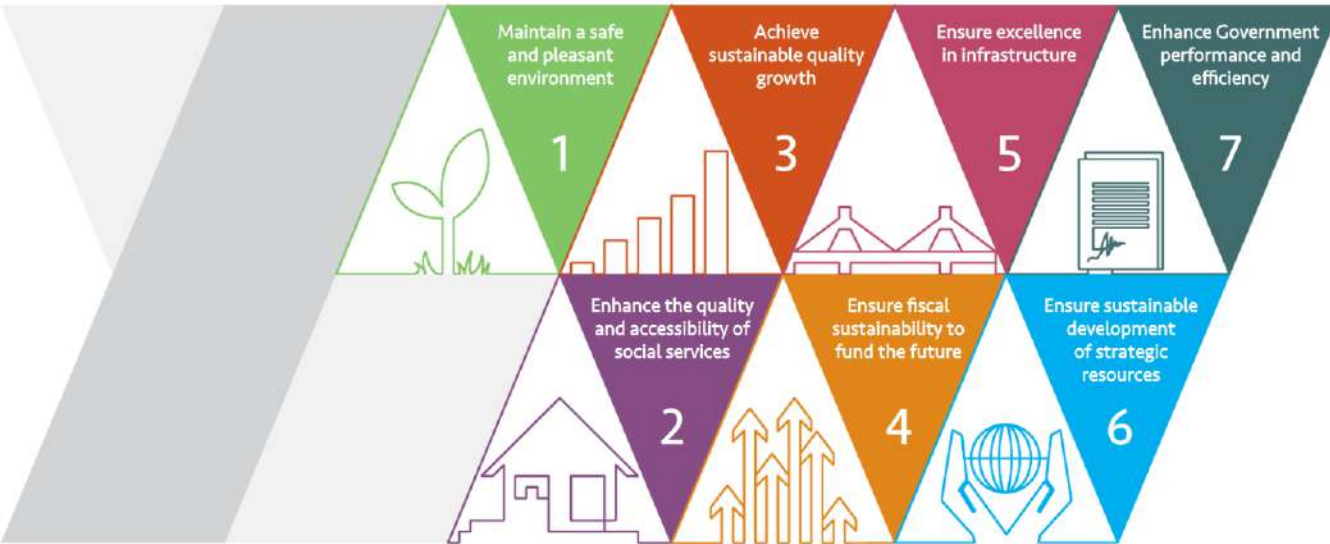 Maintain a safe
and pleasant
environment
1
Enhance the quality
and accessibility of
social services
2
Achieve
sustainable quality
growth
3
Ensure fiscal
sustainability to
fund the future
4
Ensure excellence
in infrastructure
5
Ensure sustainable
development
of strategic
resources
6
Enhance Government
performance and
efficiency
7